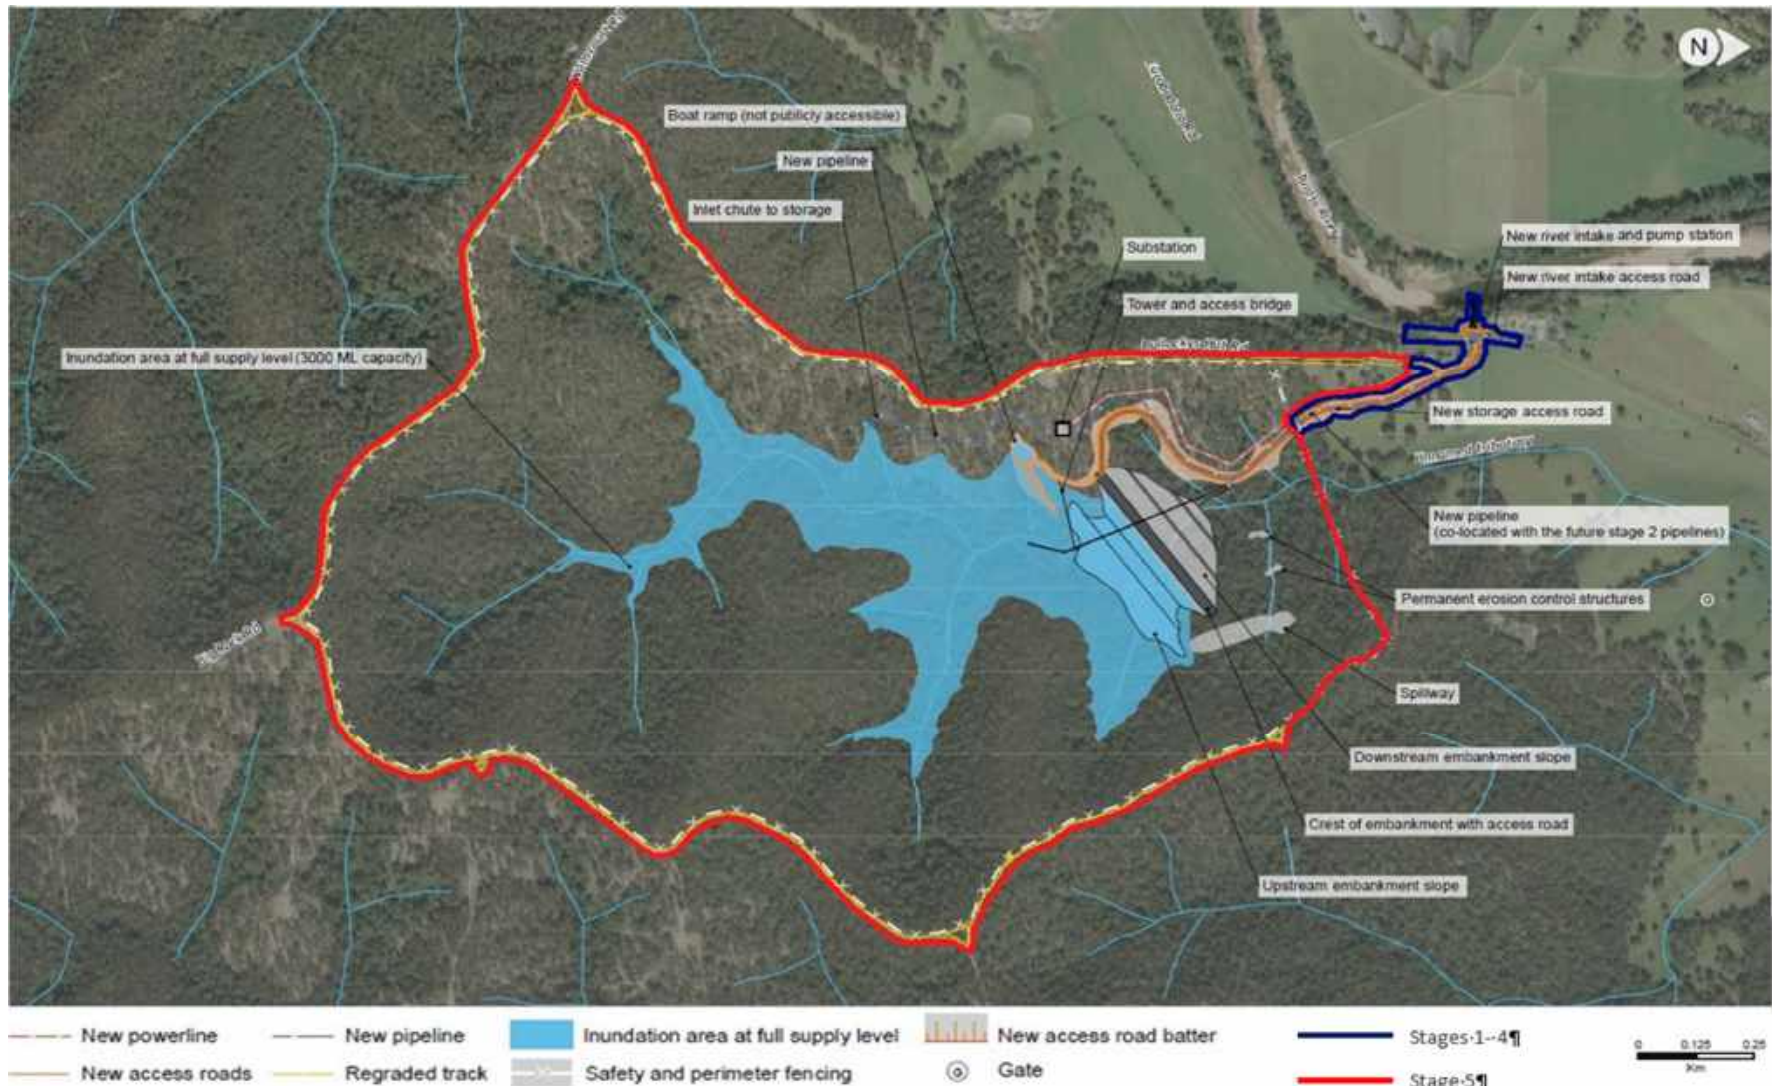 N
Boat ramp (not publicly accessible)
New pipeline
Inlet chute to storage
Substation
New river intake and pump station
New river intake access road
Tower and access bridge
Inundation area at full supply level (3000 ML capacity)
New storage access road
Unnamed tributary
New pipeline
(co-located with the future stage 2 pipelines)
Permanent erosion control structures
Spillway
Downstream embankment slope
Crest of embankment with access road
Upstream embankment slope
New powerline
New pipeline
Inundation area at full supply level
New access road batter
Stages·1--4¶
0 0.125 0.25
Km
New access roads
Regraded track
Safety and perimeter fencing
Gate
Stage·5¶